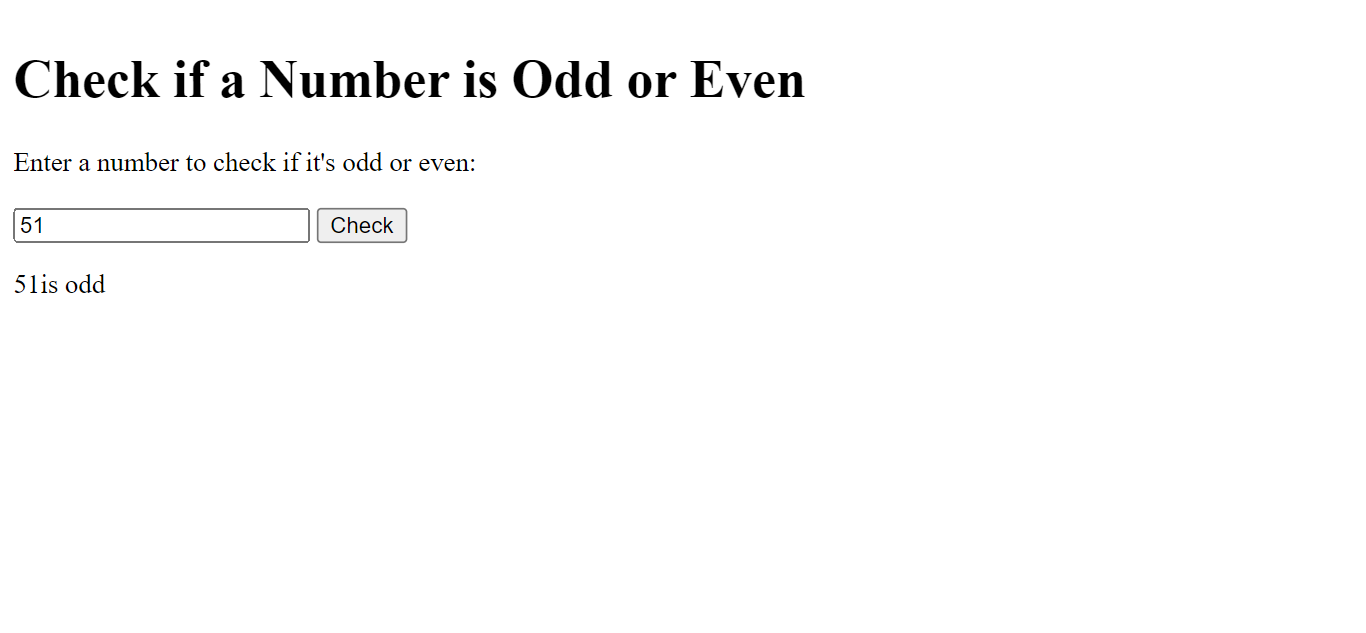 Check if a Number is Odd or Even
Enter a number to check if it's odd or even:
51 Check
51is odd